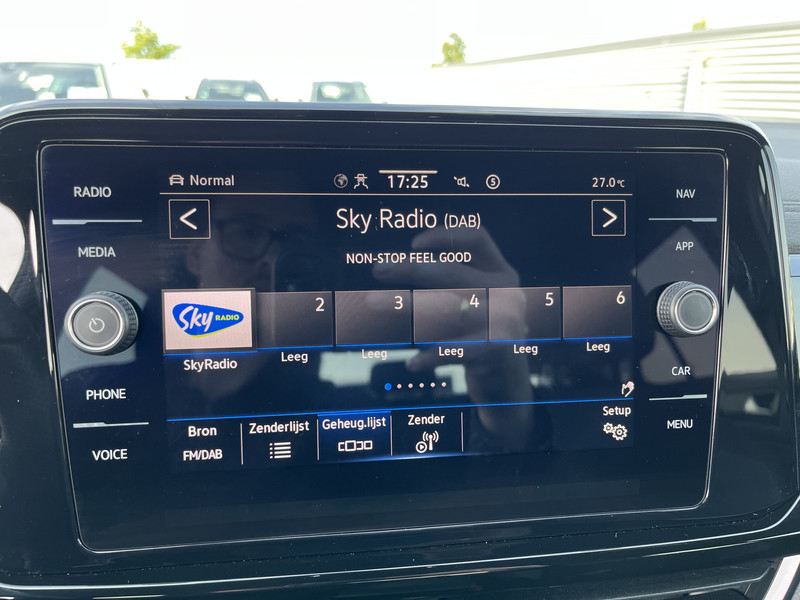 RADIO
MEDIA
PHONE
VOICE
Normal 17:25 5 27.0°C
< Sky Radio (DAB) >
NON-STOP FEEL GOOD
Sky RADIO 2 3 4 5 6
SkyRadio Leeg Leeg Leeg Leeg Leeg
Bron Zenderlijst Geheug.lijst Zender Setup
FM/DAB
NAV
APP
CAR
MENU